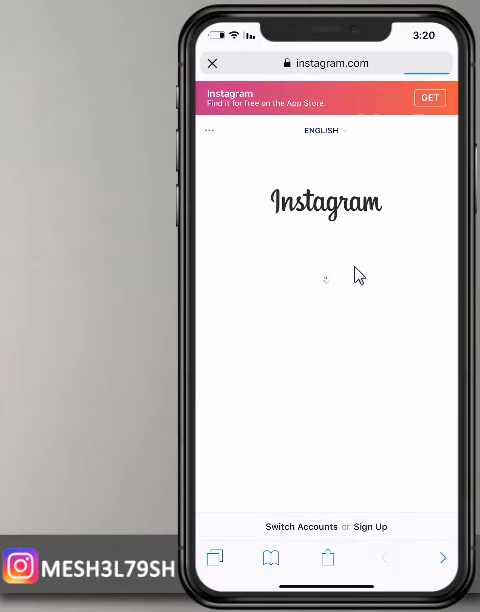 3:20
instagram.com
Instagram
Find it for free on the App Store.
GET
ENGLISH
Instagram
Switch Accounts or Sign Up
MESH3L79SH